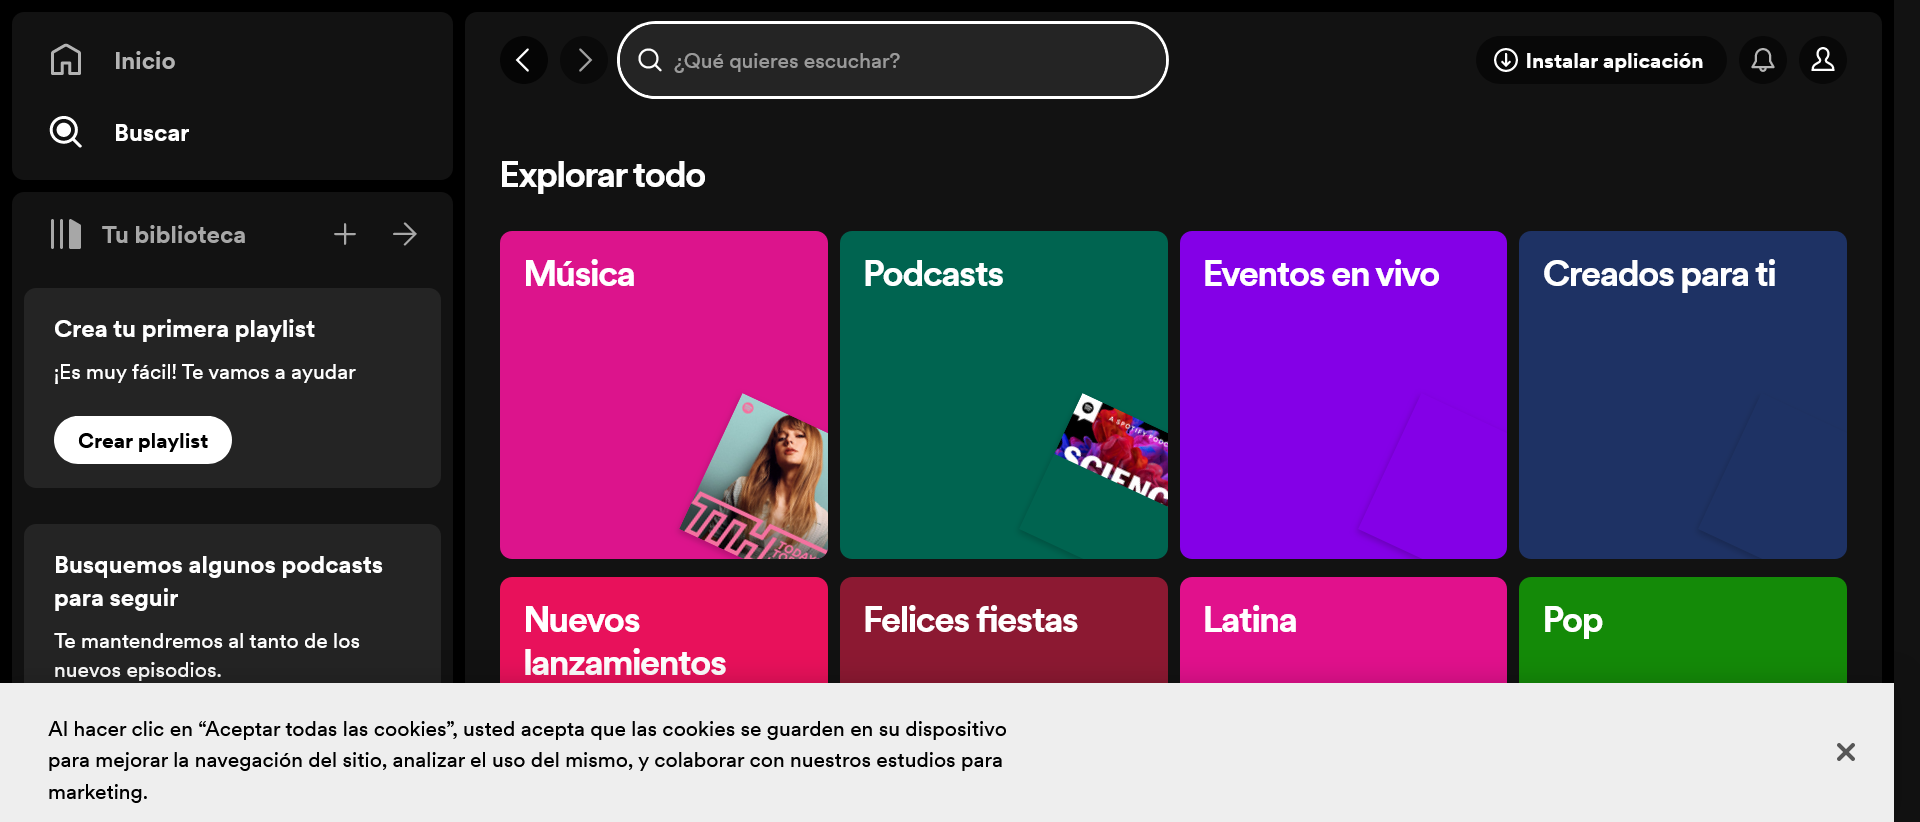 Inicio
Buscar
Tu biblioteca
Crea tu primera playlist
¡Es muy fácil! Te vamos a ayudar
Crear playlist
Busquemos algunos podcasts
para seguir
Te mantendremos al tanto de los
nuevos episodios.
¿Qué quieres escuchar?
Instalar aplicación
Explorar todo
Música
Podcasts
A SPOTIFY
Eventos en vivo
Creados para ti
Nuevos
lanzamientos
Felices fiestas
Latina
Pop
Al hacer clic en “Aceptar todas las cookies”, usted acepta que las cookies se guarden en su dispositivo
para mejorar la navegación del sitio, analizar el uso del mismo, y colaborar con nuestros estudios para
marketing.